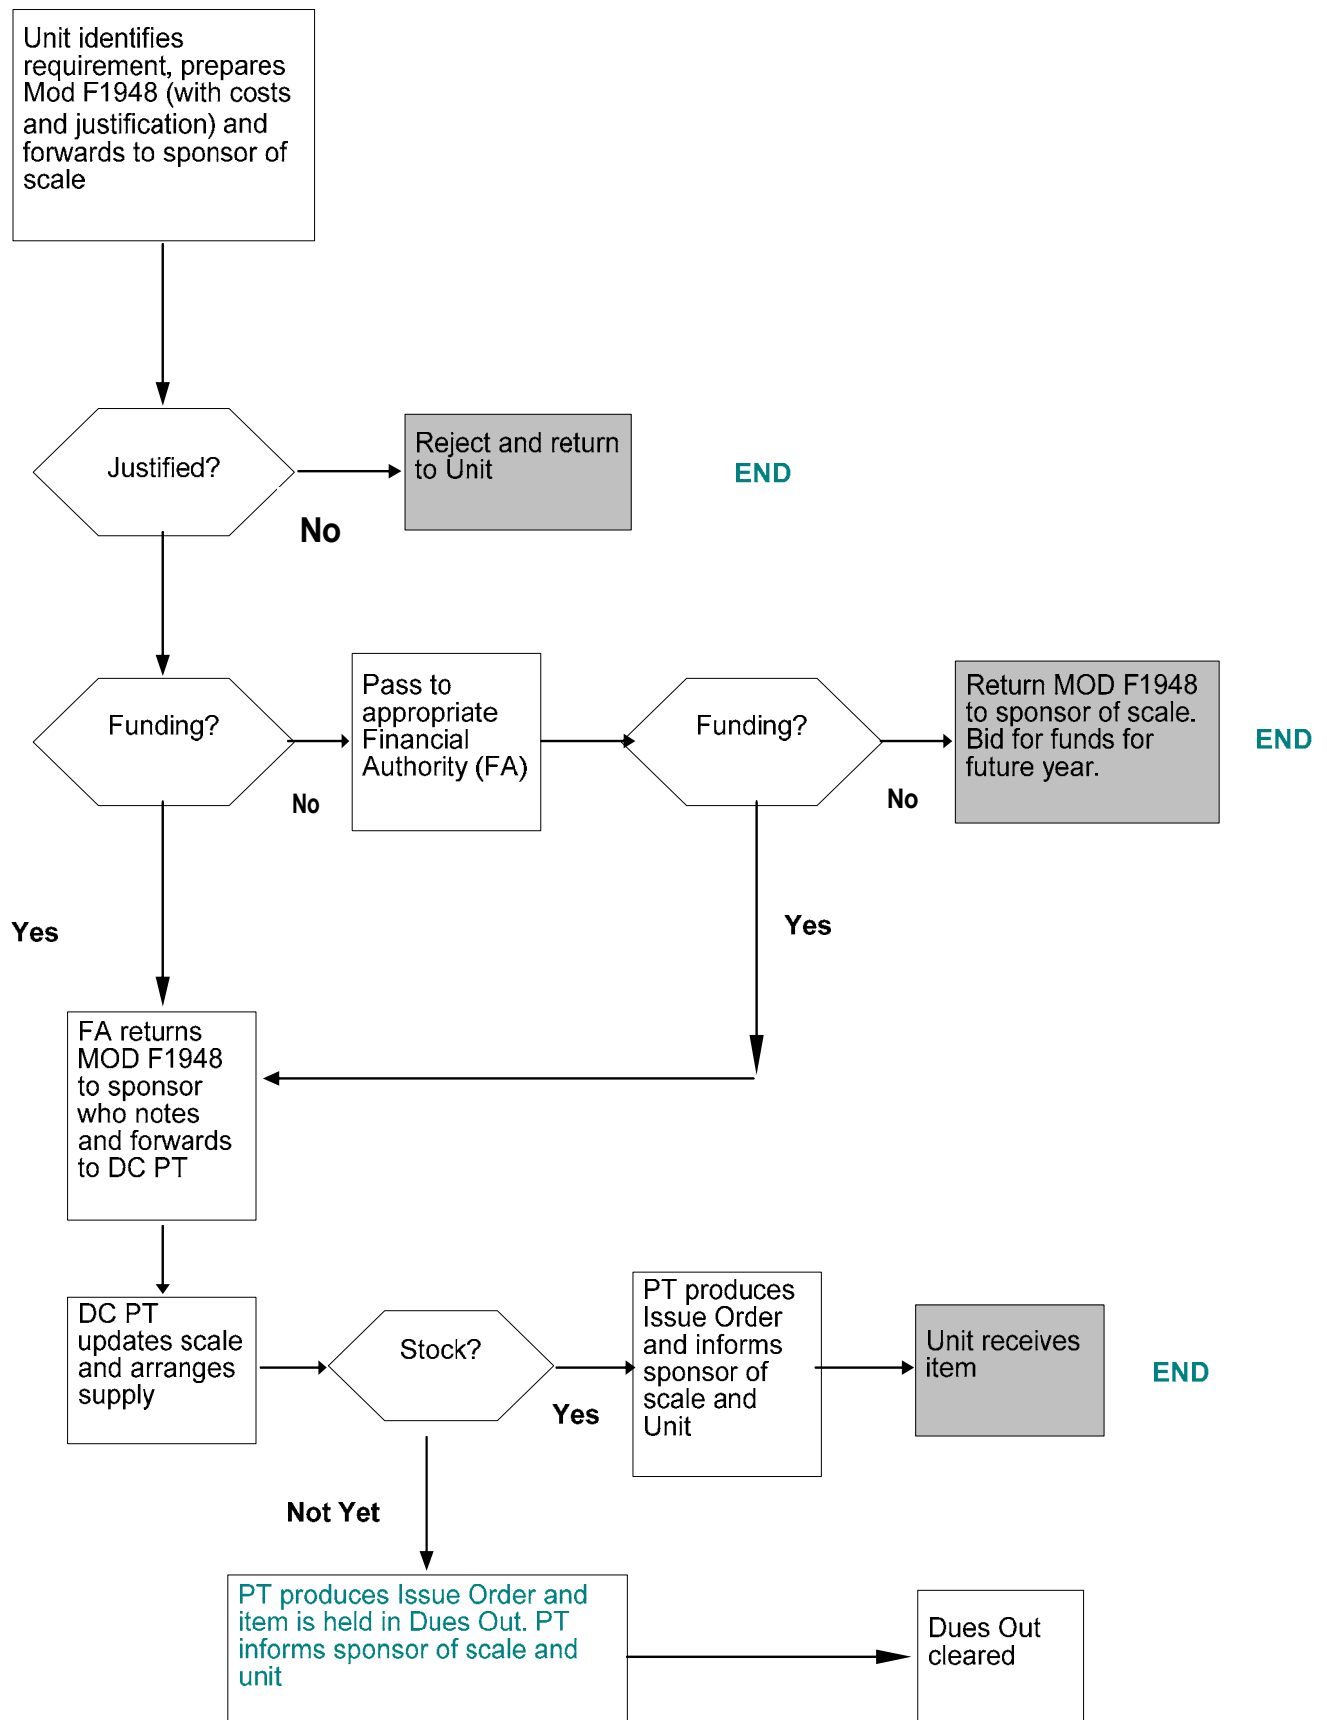 Unit identifies
requirement, prepares
Mod F1948 (with costs
and justification) and
forwards to sponsor of
scale
Justified?
No
Reject and return
to Unit
END
Funding?
No
Pass to
appropriate
Financial
Authority (FA)
Funding?
No
Return MOD F1948
to sponsor of scale.
Bid for funds for
future year.
END
Yes
Yes
FA returns
MOD F1948
to sponsor
who notes
and forwards
to DC PT
DC PT
updates scale
and arranges
supply
Stock?
Yes
PT produces
Issue Order
and informs
sponsor of
scale and
Unit
Unit receives
item
END
Not Yet
PT produces Issue Order and
item is held in Dues Out. PT
informs sponsor of scale and
unit
Dues Out
cleared